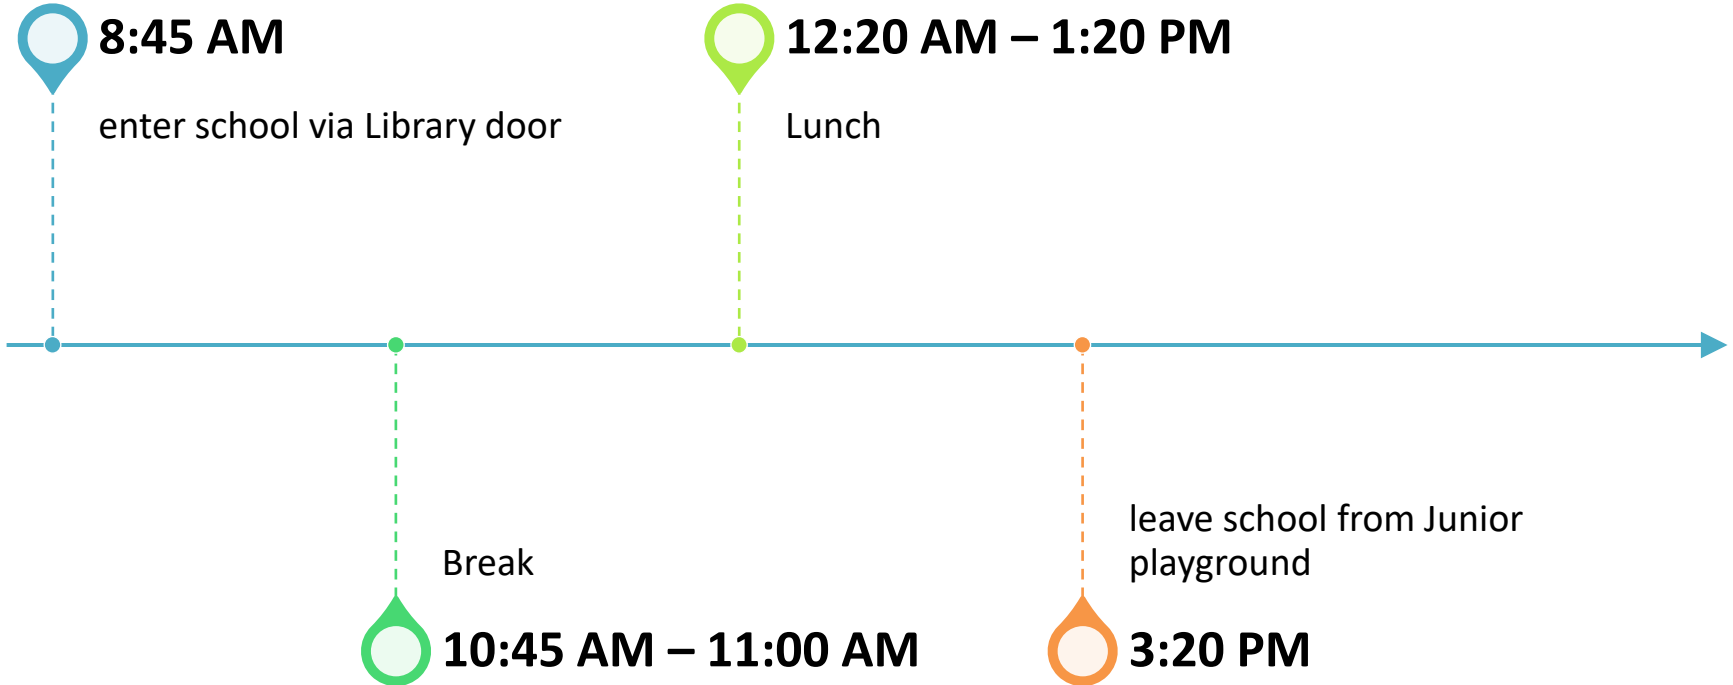 8:45 AM
enter school via Library door
Break
10:45 AM – 11:00 AM
12:20 AM – 1:20 PM
Lunch
leave school from Junior
playground
3:20 PM